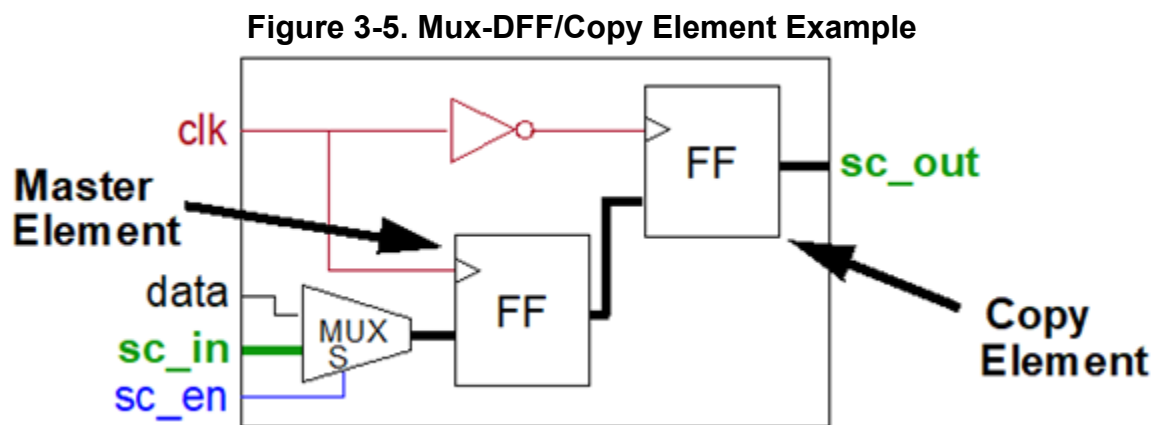 Figure 3-5. Mux-DFF/Copy Element Example
clk
FF
sc_out
Master
Element
data
MUX
FF
sc_in
S
sc_en
Copy
Element